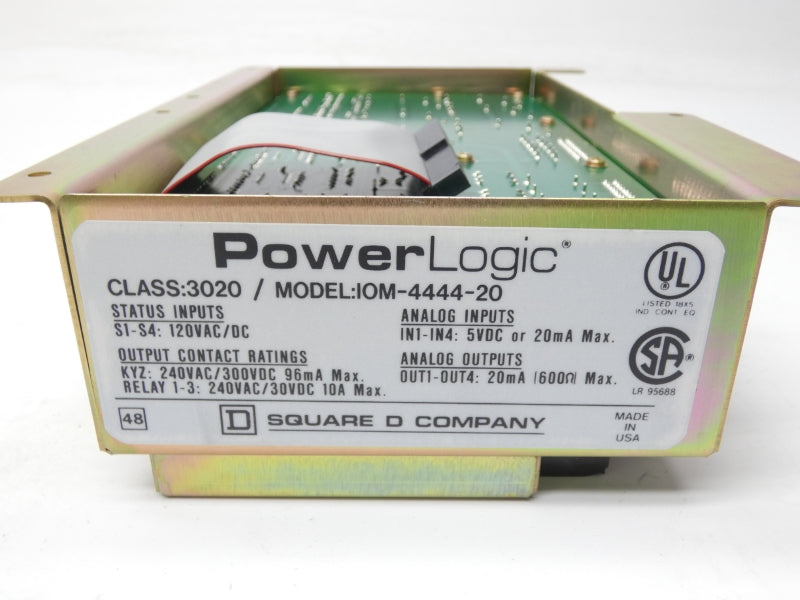 PowerLogic®
CLASS:3020 / MODEL:IOM-4444-20
STATUS INPUTS
S1-S4: 120VAC/DC
OUTPUT CONTACT RATINGS
KYZ: 240VAC/300VDC 96mA Max.
RELAY 1-3: 240VAC/30VDC 10A Max.
ANALOG INPUTS
IN1-IN4: 5VDC or 20mA Max.
ANALOG OUTPUTS
OUT1-OUT4: 20mA (600Ω) Max.
UL
LISTED 18X5
IND CONT EQ
SA
LR 95688
48
D SQUARE D COMPANY
MADE
IN
USA